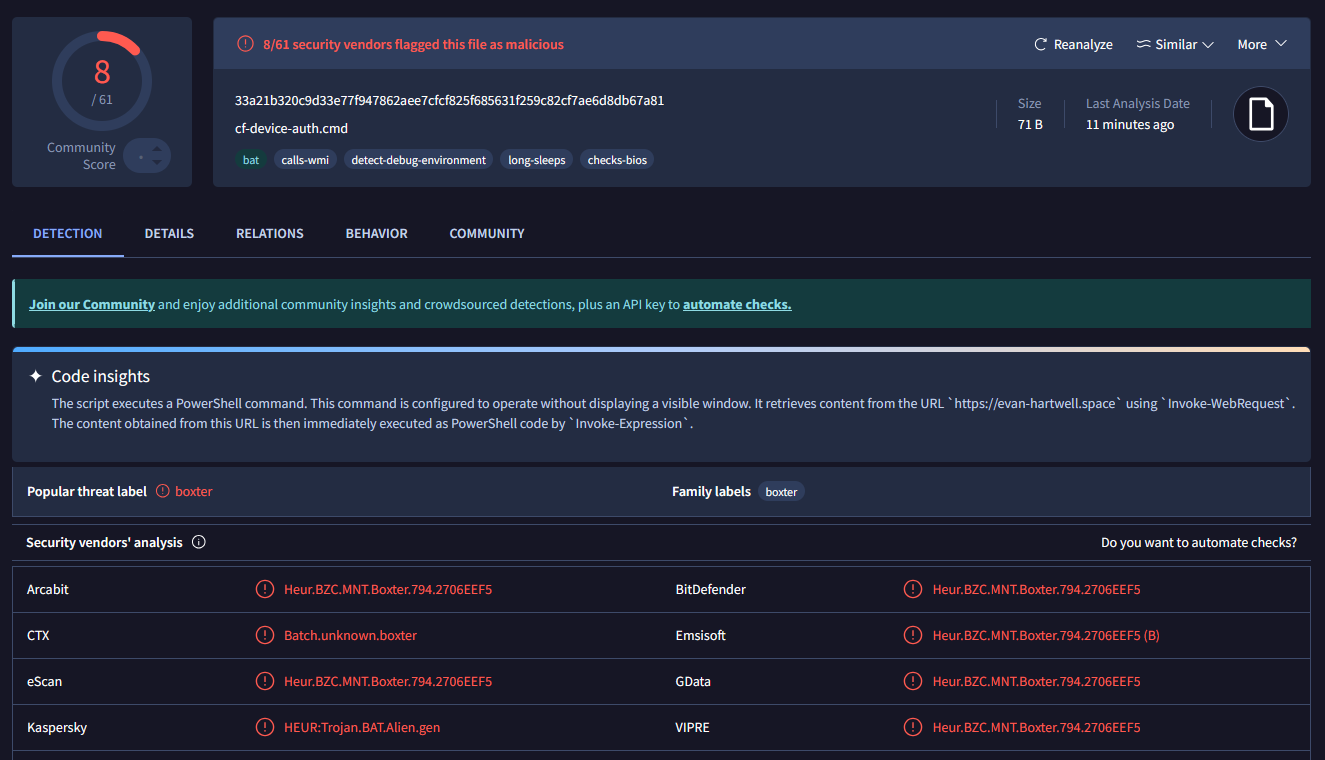 8
/ 61
Community
Score
8/61 security vendors flagged this file as malicious
Reanalyze
Similar
More
33a21b320c9d33e77f947862aee7cfcf825f685631f259c82cf7ae6d8db67a81
cf-device-auth.cmd
bat
calls-wmi
detect-debug-environment
long-sleeps
checks-bios
Size
71 B
Last Analysis Date
11 minutes ago
DETECTION
DETAILS
RELATIONS
BEHAVIOR
COMMUNITY
Join our Community and enjoy additional community insights and crowdsourced detections, plus an API key to automate checks.
Code insights
The script executes a PowerShell command. This command is configured to operate without displaying a visible window. It retrieves content from the URL `https://evan-hartwell.space` using `Invoke-WebRequest`.
The content obtained from this URL is then immediately executed as PowerShell code by `Invoke-Expression`.
Popular threat label
boxter
Family labels
boxter
Security vendors' analysis
Do you want to automate checks?
Arcabit
Heur.BZC.MNT.Boxter.794.2706EEF5
BitDefender
Heur.BZC.MNT.Boxter.794.2706EEF5
CTX
Batch.unknown.boxter
Emsisoft
Heur.BZC.MNT.Boxter.794.2706EEF5 (B)
eScan
Heur.BZC.MNT.Boxter.794.2706EEF5
GData
Heur.BZC.MNT.Boxter.794.2706EEF5
Kaspersky
HEUR:Trojan.BAT.Alien.gen
VIPRE
Heur.BZC.MNT.Boxter.794.2706EEF5